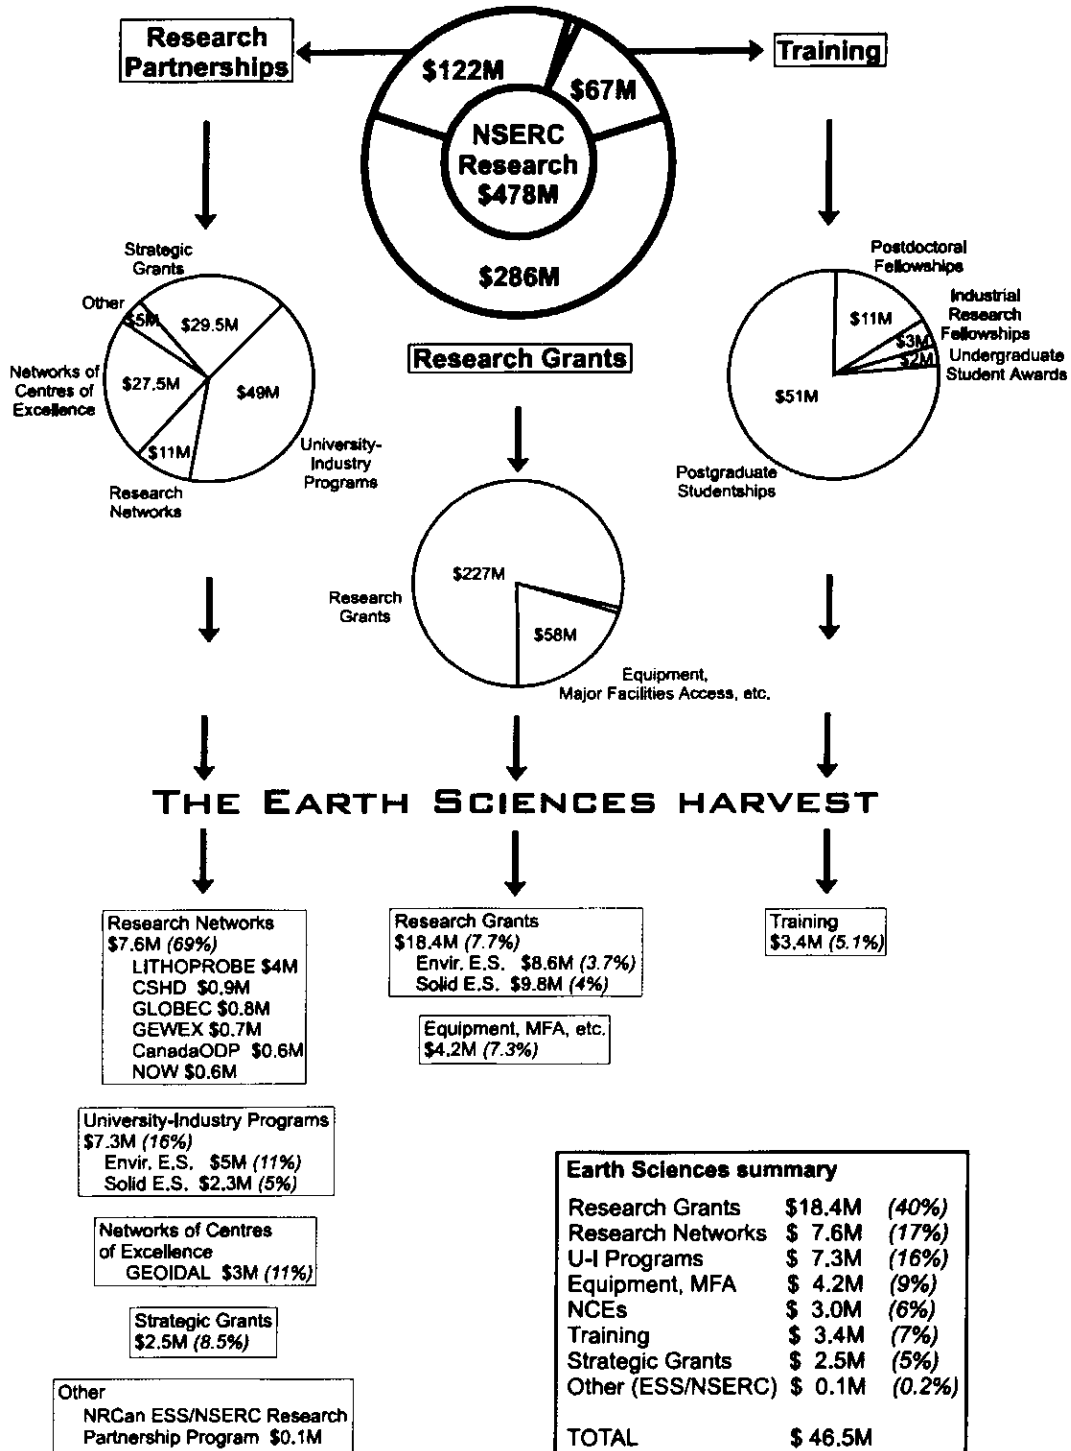 Research
Partnerships
$122M
$67M
Training
NSERC
Research
$478M
$286M
Strategic
Grants
Other
$5M
$29.5M
Networks of
Centres of
Excellence
$27.5M
$49M
$11M
University-
Industry
Programs
Research
Networks
Research Grants
$227M
Research
Grants
$58M
Equipment,
Major Facilities Access, etc.
Postdoctoral
Fellowships
Industrial
Research
Fellowships
$11M
$3M
$2M
Undergraduate
Student Awards
$51M
Postgraduate
Studentships
THE EARTH SCIENCES HARVEST
Research Networks
$7.6M (69%)
LITHOPROBE $4M
CSHD $0.9M
GLOBEC $0.8M
GEWEX $0.7M
CanadaODP $0.6M
NOW $0.6M
University-Industry Programs
$7.3M (16%)
Envir. E.S. $5M (11%)
Solid E.S. $2.3M (5%)
Networks of Centres
of Excellence
GEOIDAL $3M (11%)
Strategic Grants
$2.5M (8.5%)
Other
NRCan ESS/NSERC Research
Partnership Program $0.1M
Research Grants
$18.4M (7.7%)
Envir. E.S. $8.6M (3.7%)
Solid E.S. $9.8M (4%)
Equipment, MFA, etc.
$4.2M (7.3%)
Training
$3.4M (5.1%)
Earth Sciences summary
Research Grants $18.4M (40%)
Research Networks $ 7.6M (17%)
U-I Programs $ 7.3M (16%)
Equipment, MFA $ 4.2M (9%)
NCEs $ 3.0M (6%)
Training $ 3.4M (7%)
Strategic Grants $ 2.5M (5%)
Other (ESS/NSERC) $ 0.1M (0.2%)
TOTAL $ 46.5M